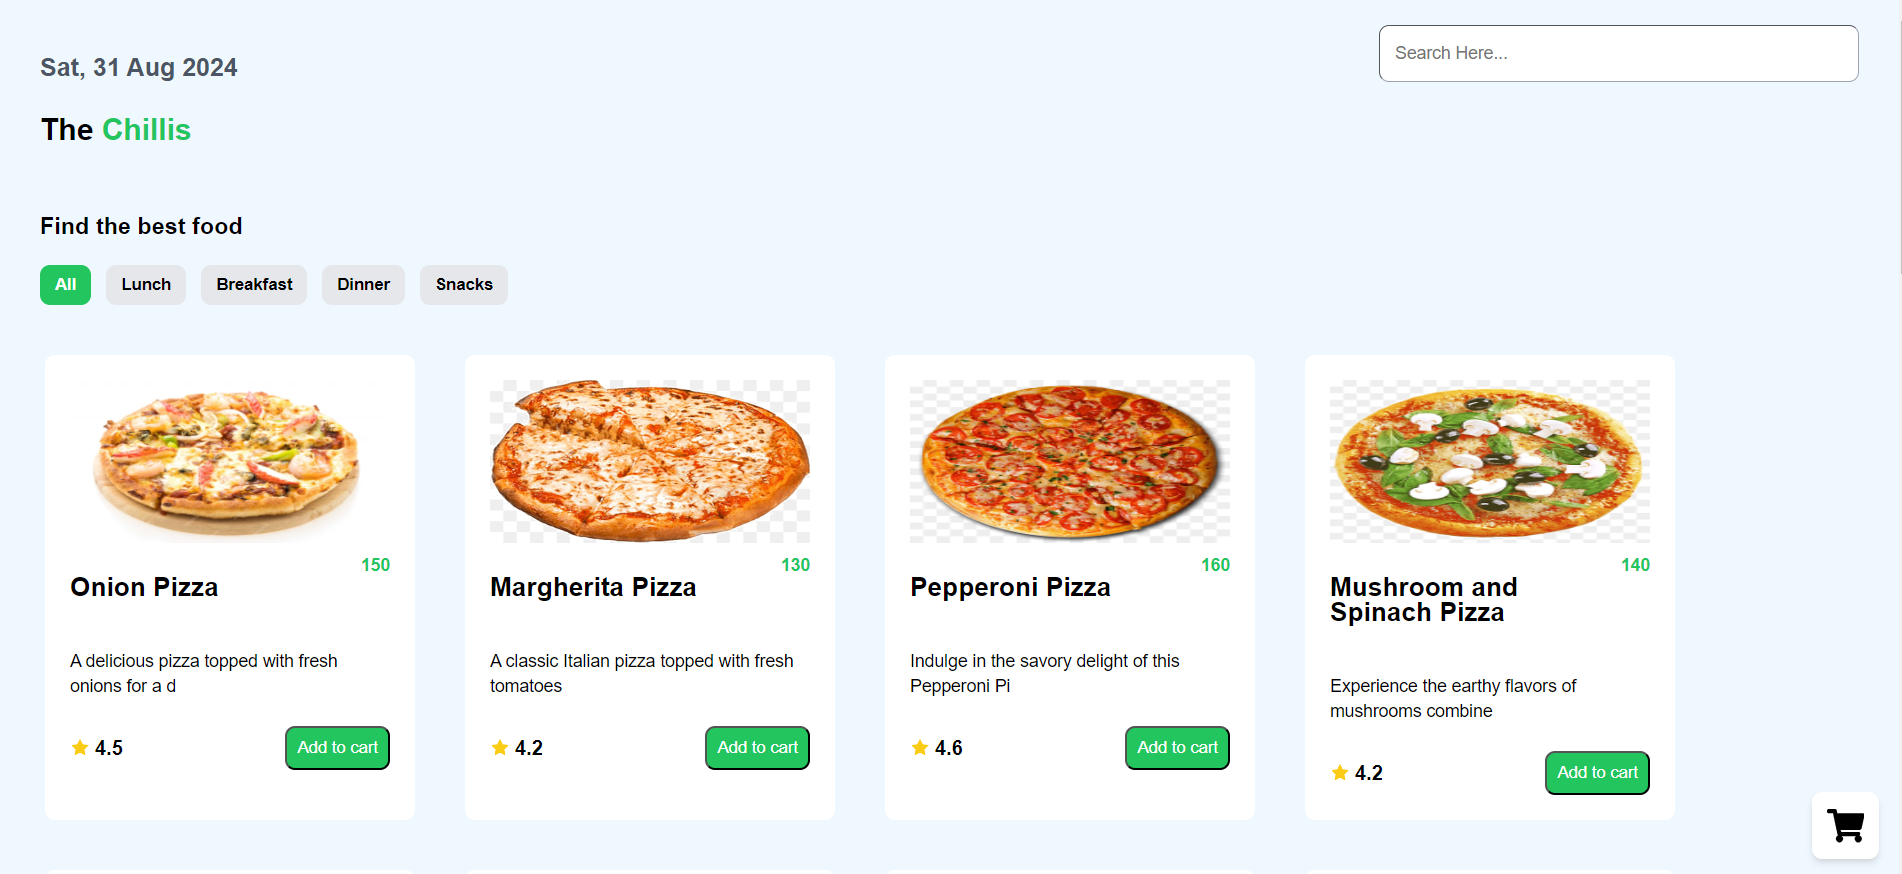 Sat, 31 Aug 2024
Search Here...
The Chillis
Find the best food
All
Lunch
Breakfast
Dinner
Snacks
150
Onion Pizza
A delicious pizza topped with fresh
onions for a d
4.5
Add to cart
130
Margherita Pizza
A classic Italian pizza topped with fresh
tomatoes
4.2
Add to cart
160
Pepperoni Pizza
Indulge in the savory delight of this
Pepperoni Pi
4.6
Add to cart
140
Mushroom and
Spinach Pizza
Experience the earthy flavors of
mushrooms combine
4.2
Add to cart